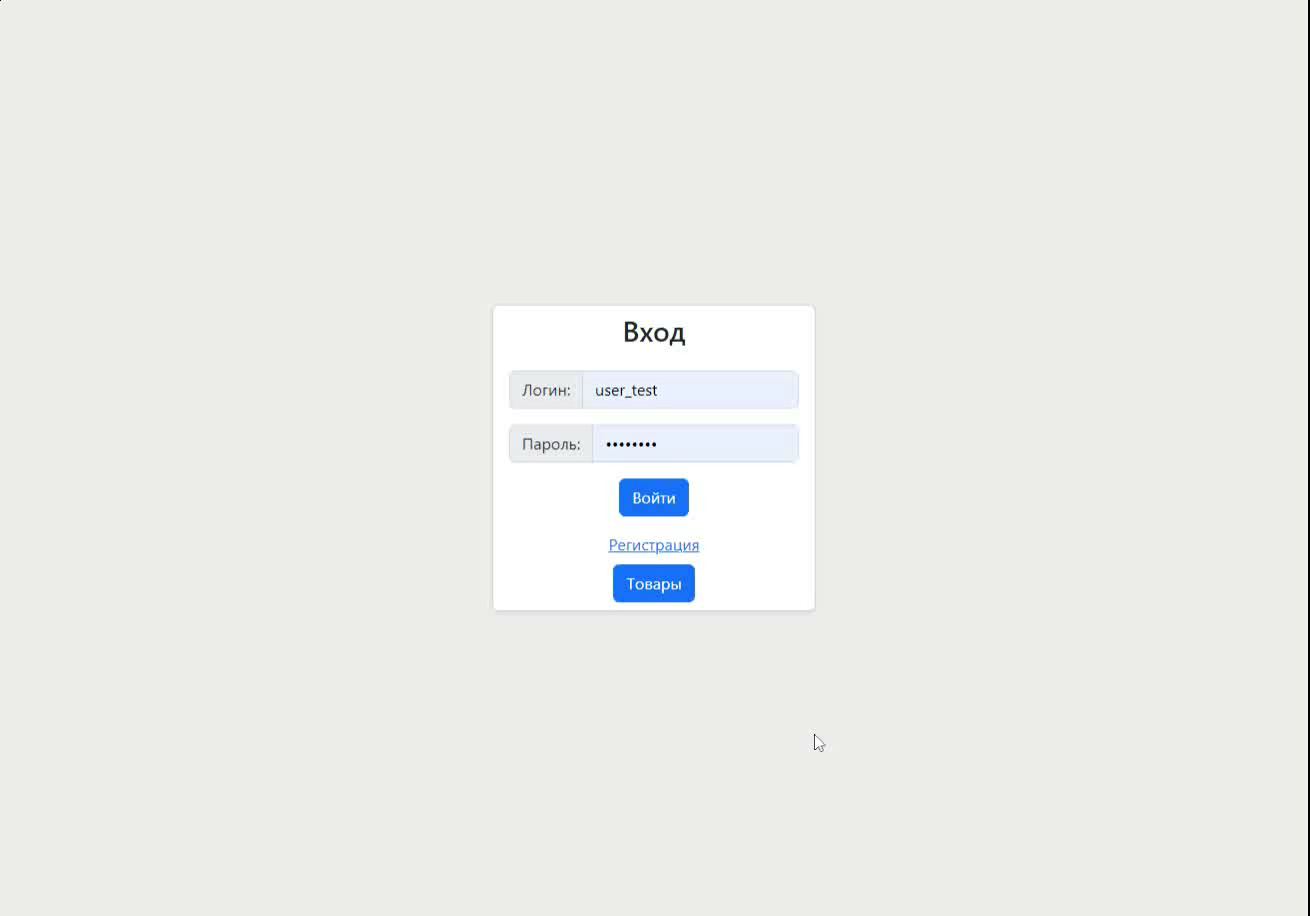 Вход
Логин: user_test
Пароль: ••••••••
Войти
Регистрация
Товары